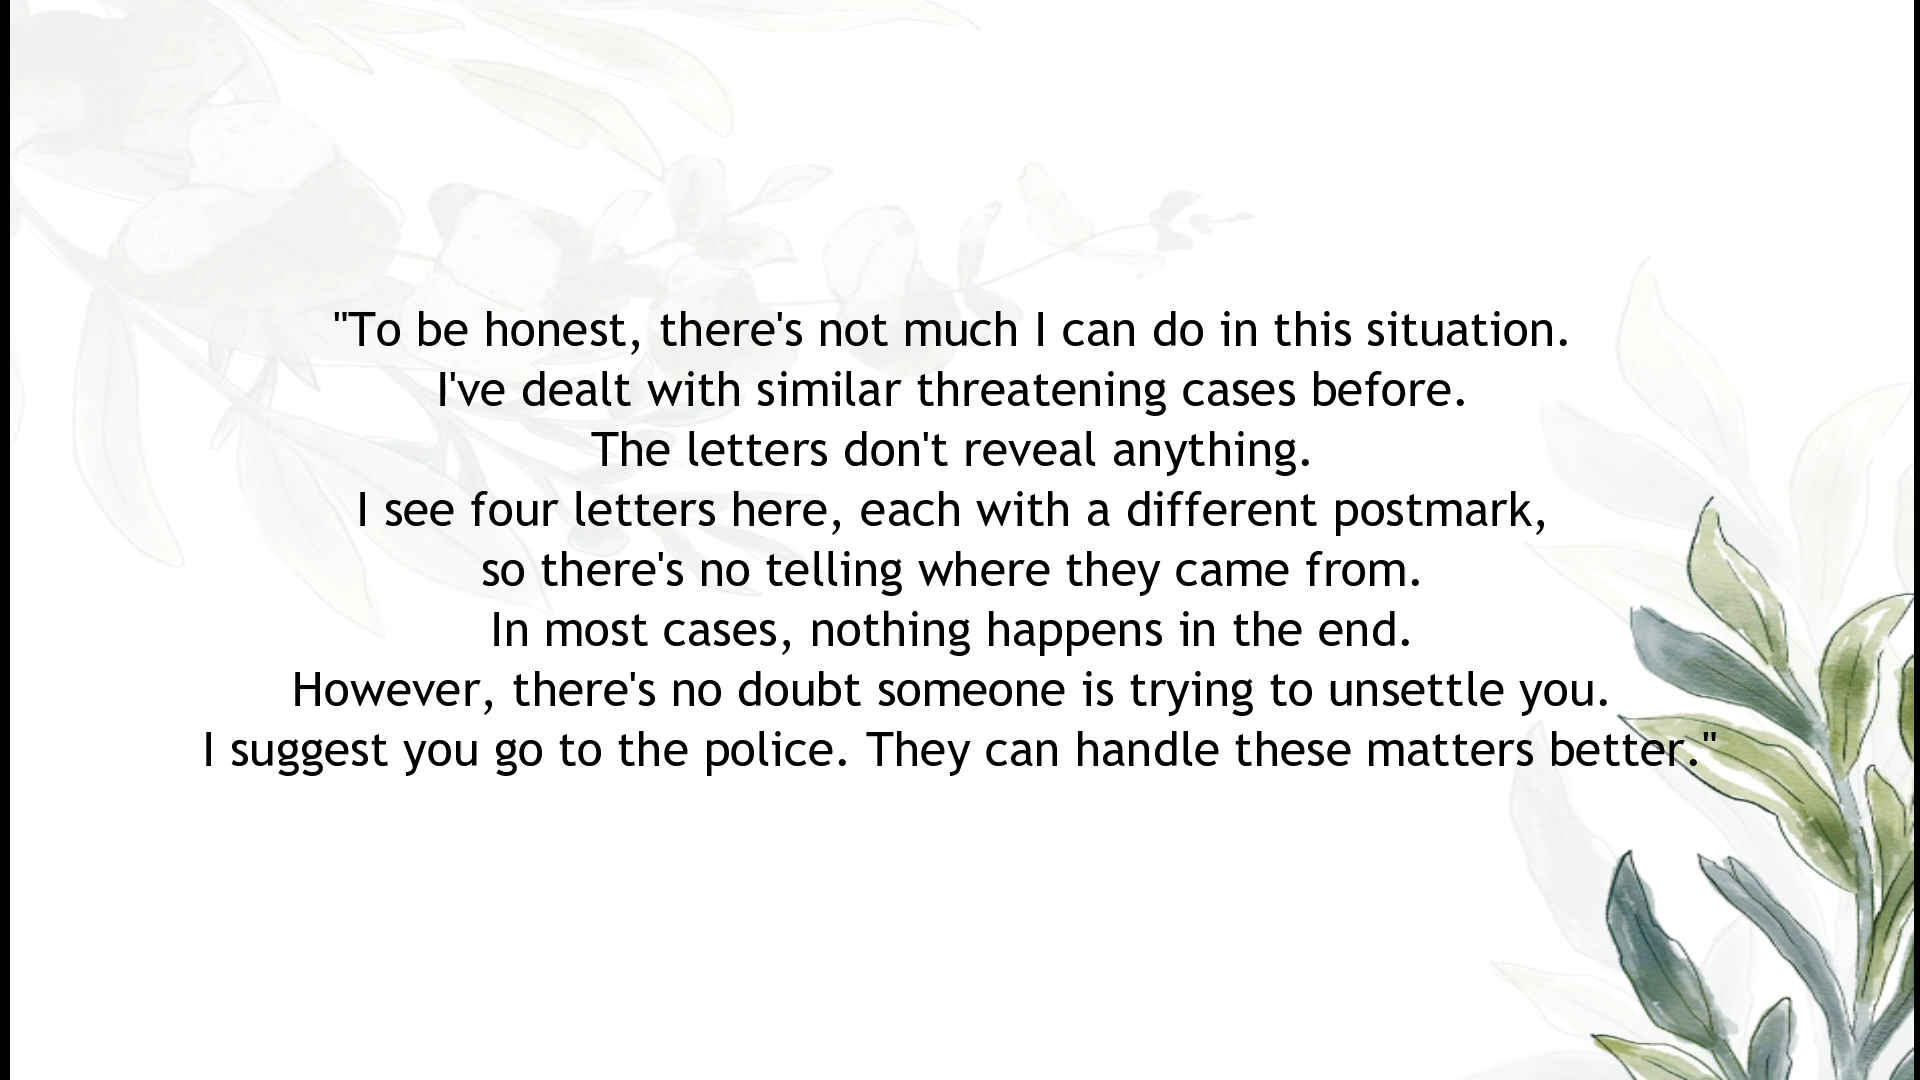 "To be honest, there's not much I can do in this situation.
I've dealt with similar threatening cases before.
The letters don't reveal anything.
I see four letters here, each with a different postmark,
so there's no telling where they came from.
In most cases, nothing happens in the end.
However, there's no doubt someone is trying to unsettle you.
I suggest you go to the police. They can handle these matters better."